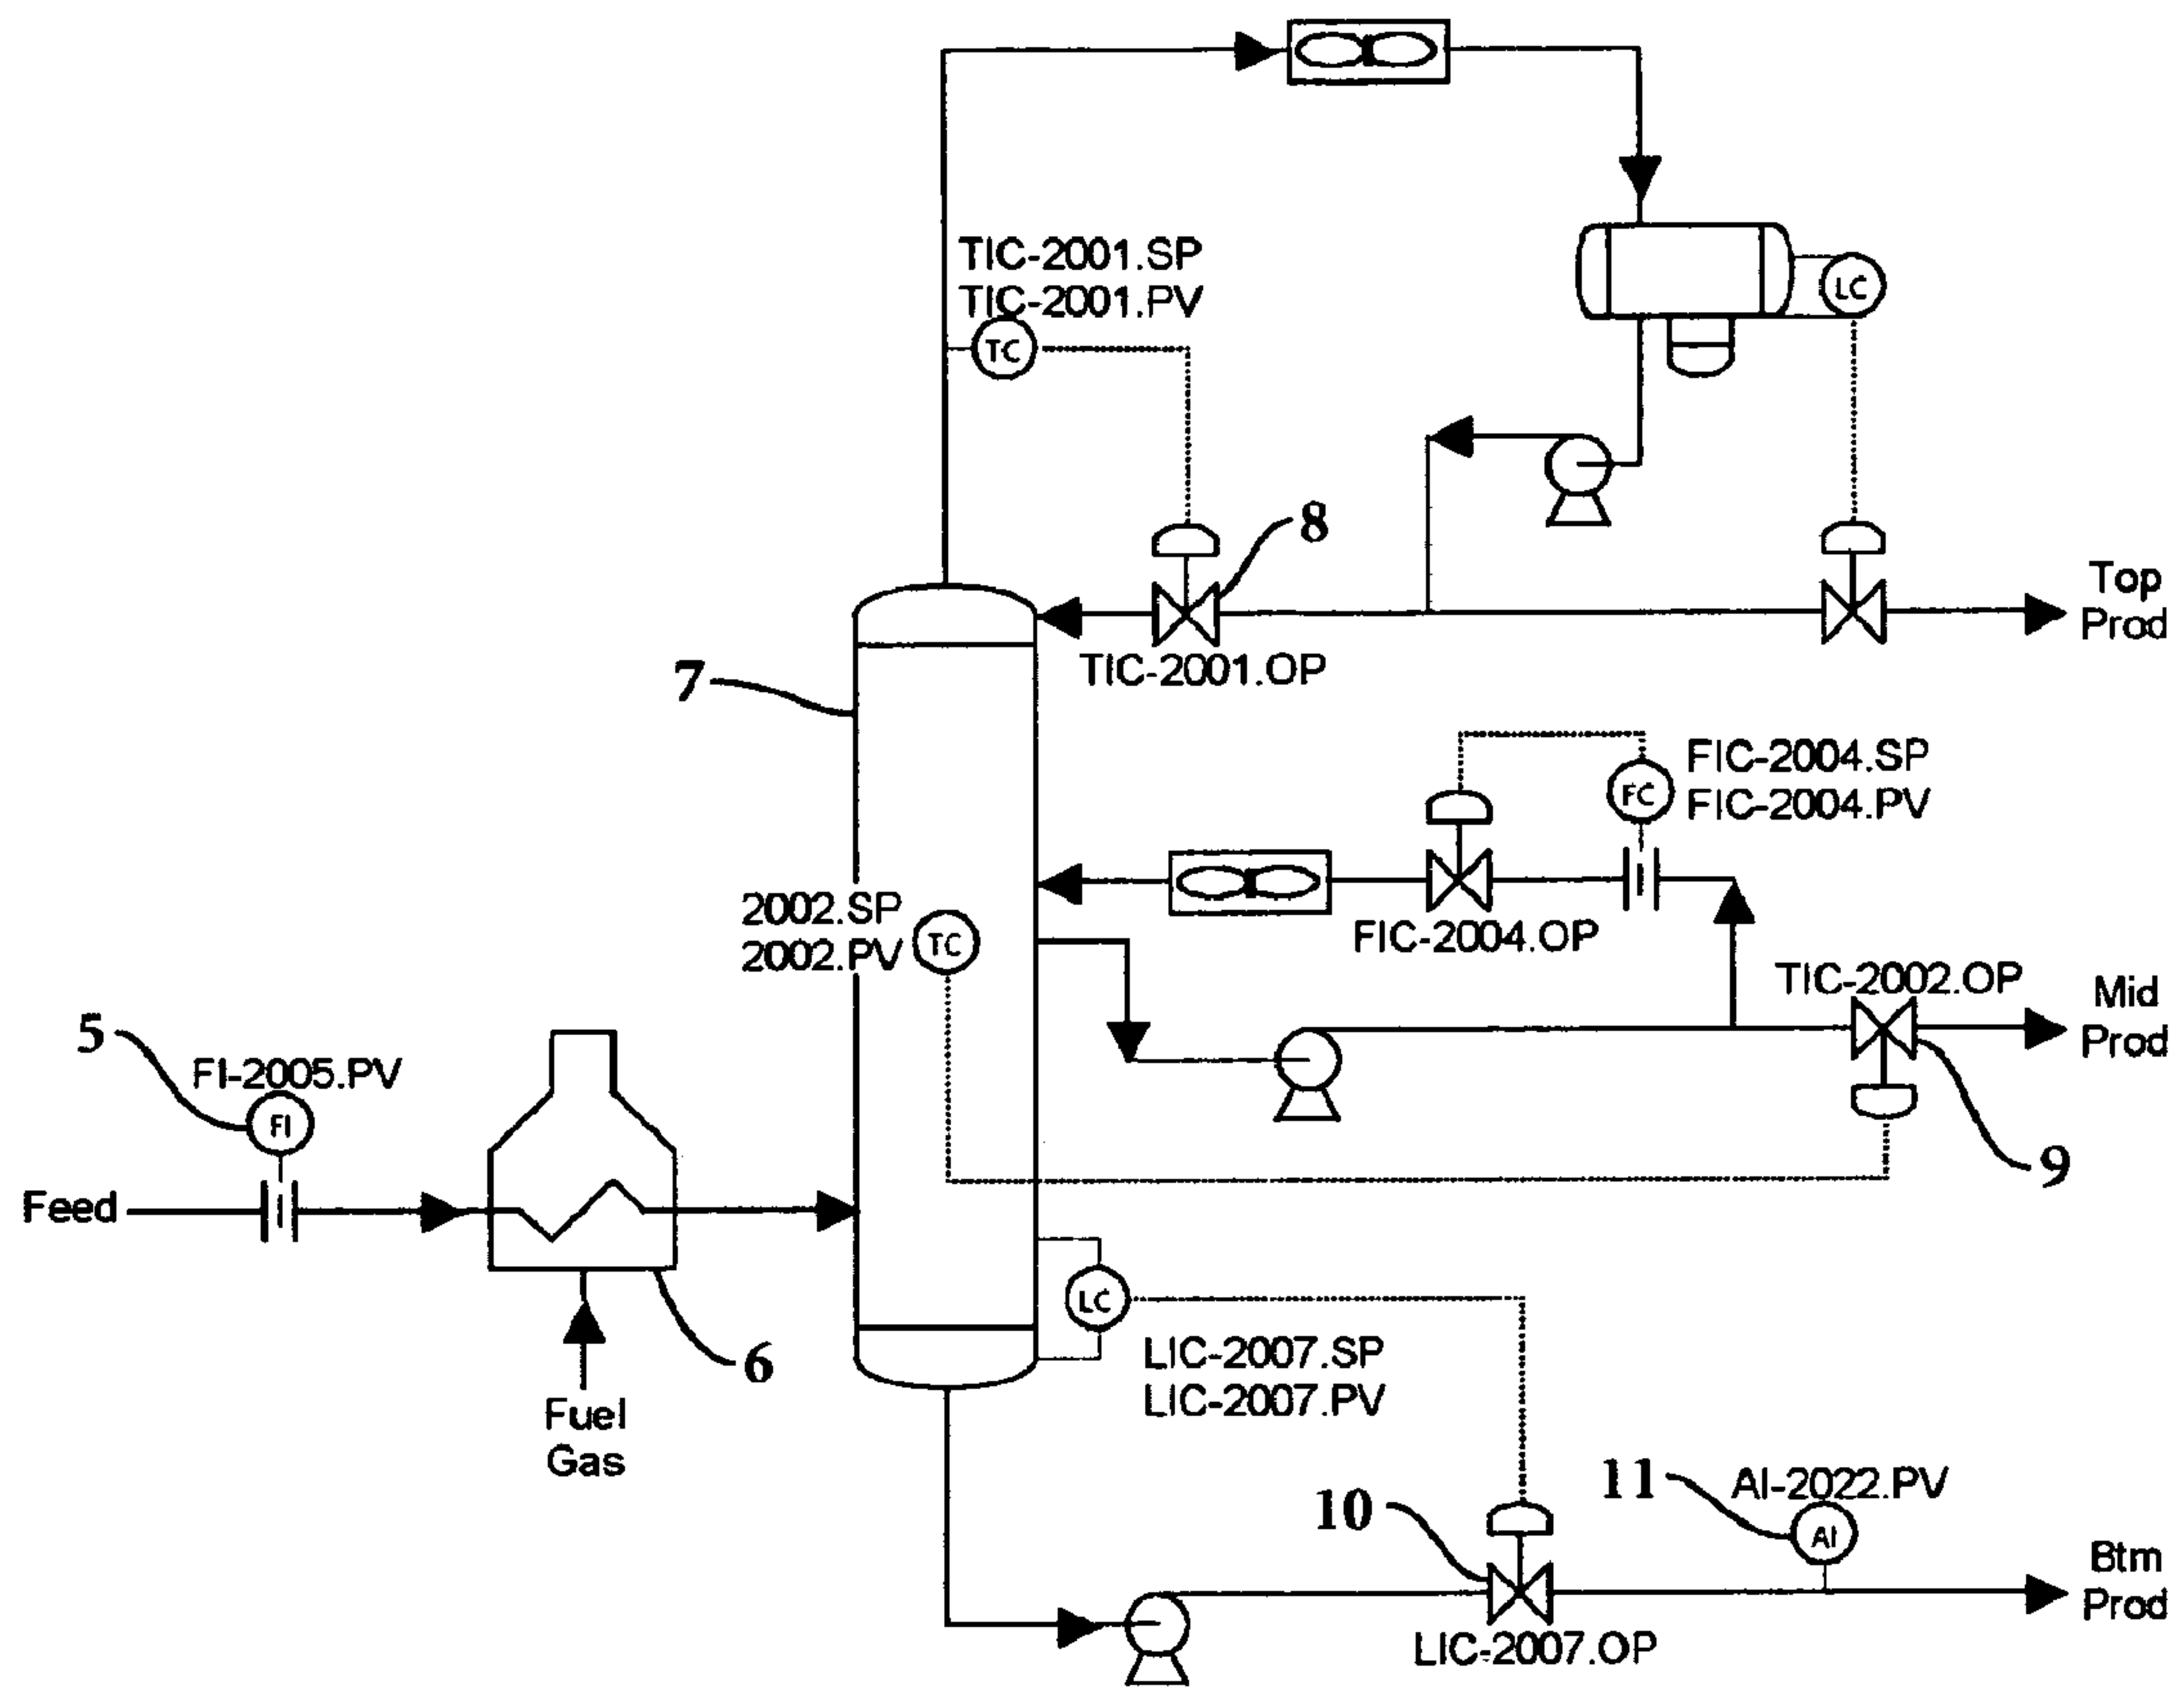 TIC-2001.SP
TIC-2001.PV
TC
LC
8
Top
Prod
TIC-2001.OP
7
FIC-2004.SP
FIC-2004.PV
FC
2002.SP
2002.PV
TC
FIC-2004.OP
TIC-2002.OP
Mid
Prod
5
FI-2005.PV
FI
9
Feed
LC
6
LIC-2007.SP
LIC-2007.PV
Fuel
Gas
11
AI-2022.PV
10
AI
Btm
Prod
LIC-2007.OP